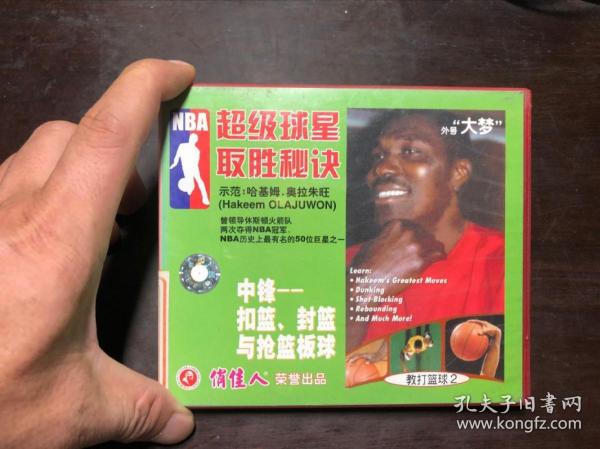 NBA
超级球星
取胜秘诀
示范:哈基姆.奥拉朱旺
(Hakeem OLAJUWON)
曾领导休斯顿火箭队
两次夺得NBA冠军.
NBA历史上最有名的50位巨星之一
外号“大梦”
中锋——
扣篮、封篮
与抢篮板球
俏佳人® 荣誉出品
Learn:
• Hakeem's Greatest Moves
• Dunking
• Shot-Blocking
• Rebounding
• And Much More!
教打篮球2
孔夫子旧書网
www.kongfz.com